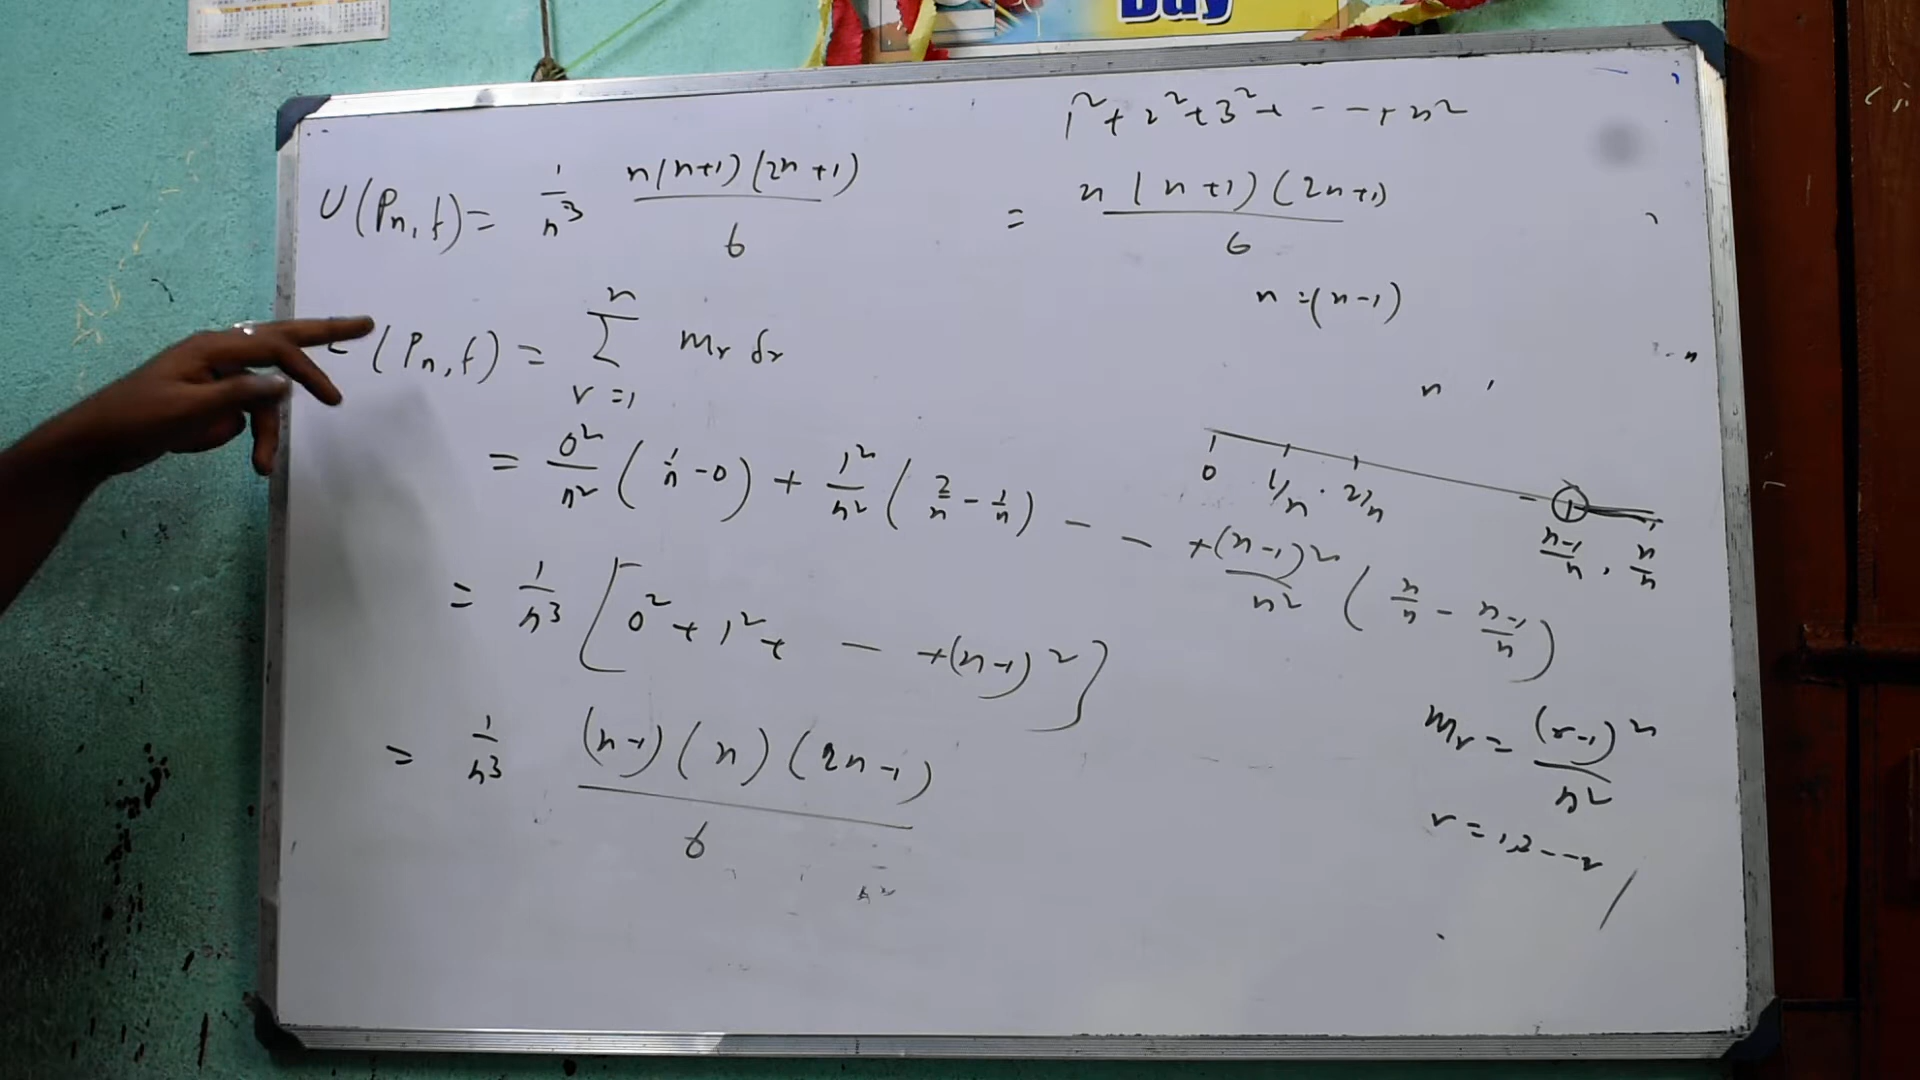 Day
1² + 2² + 3² + - - + n²
U(Pn, f) = 1/n³ n(n+1)(2n+1)/6
= n(n+1)(2n+1)/6
n = (n-1)
(Pn, f) = n Σ r=1 mr δr
n
0 1/n 2/n n-1/n , n/n
= 0²/n² (1/n - 0) + 1²/n² (2/n - 1/n) - - +(n-1)²/n² (n/n - n-1/n)
= 1/n³ [0² + 1² + - +(n-1)²]
mr = (r-1)²/n²
= 1/n³ (n-1)(n)(2n-1)/6
r = 1,2 - -